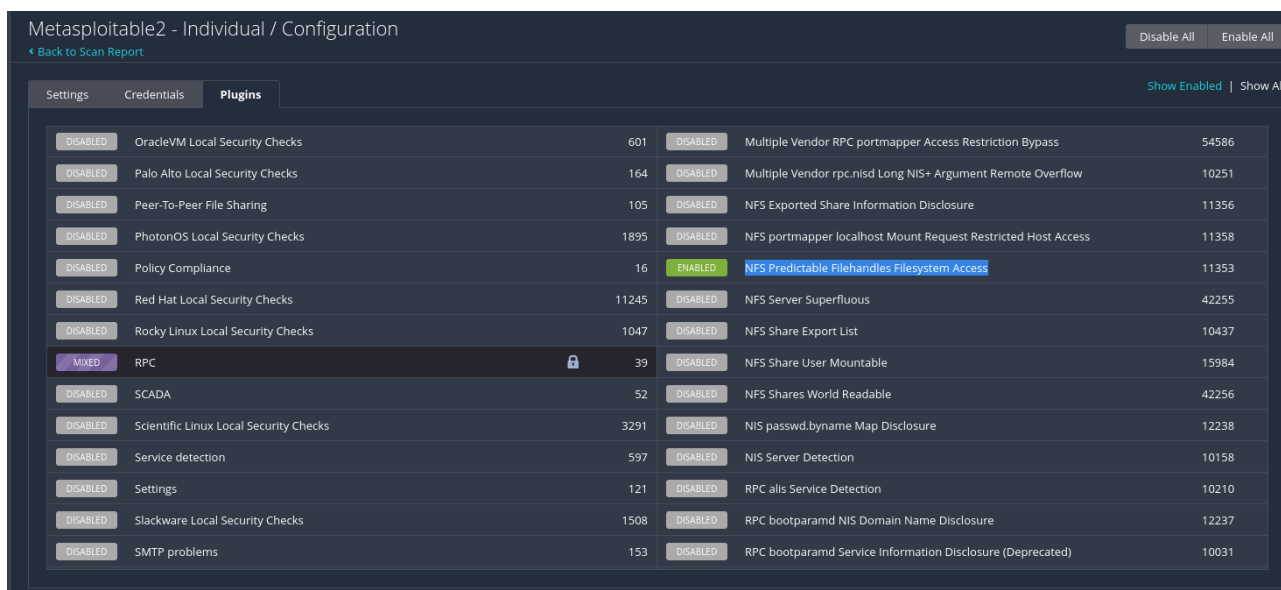 Metasploitable2 - Individual / Configuration
Disable All Enable All
Back to Scan Report
Settings Credentials Plugins
Show Enabled | Show
DISABLED OracleVM Local Security Checks 601 DISABLED Multiple Vendor RPC portmapper Access Restriction Bypass 54586
DISABLED Palo Alto Local Security Checks 164 DISABLED Multiple Vendor rpc.nisd Long NIS+ Argument Remote Overflow 10251
DISABLED Peer-To-Peer File Sharing 105 DISABLED NFS Exported Share Information Disclosure 11356
DISABLED PhotonOS Local Security Checks 1895 DISABLED NFS portmapper localhost Mount Request Restricted Host Access 11358
DISABLED Policy Compliance 16 ENABLED NFS Predictable Filehandles Filesystem Access 11353
DISABLED Red Hat Local Security Checks 11245 DISABLED NFS Server Superfluous 42255
DISABLED Rocky Linux Local Security Checks 1047 DISABLED NFS Share Export List 10437
MIXED RPC 39 DISABLED NFS Share User Mountable 15984
DISABLED SCADA 52 DISABLED NFS Shares World Readable 42256
DISABLED Scientific Linux Local Security Checks 3291 DISABLED NIS passwd.byname Map Disclosure 12238
DISABLED Service detection 597 DISABLED NIS Server Detection 10158
DISABLED Settings 121 DISABLED RPC alis Service Detection 10210
DISABLED Slackware Local Security Checks 1508 DISABLED RPC bootparamd NIS Domain Name Disclosure 12237
DISABLED SMTP problems 153 DISABLED RPC bootparamd Service Information Disclosure (Deprecated) 10031